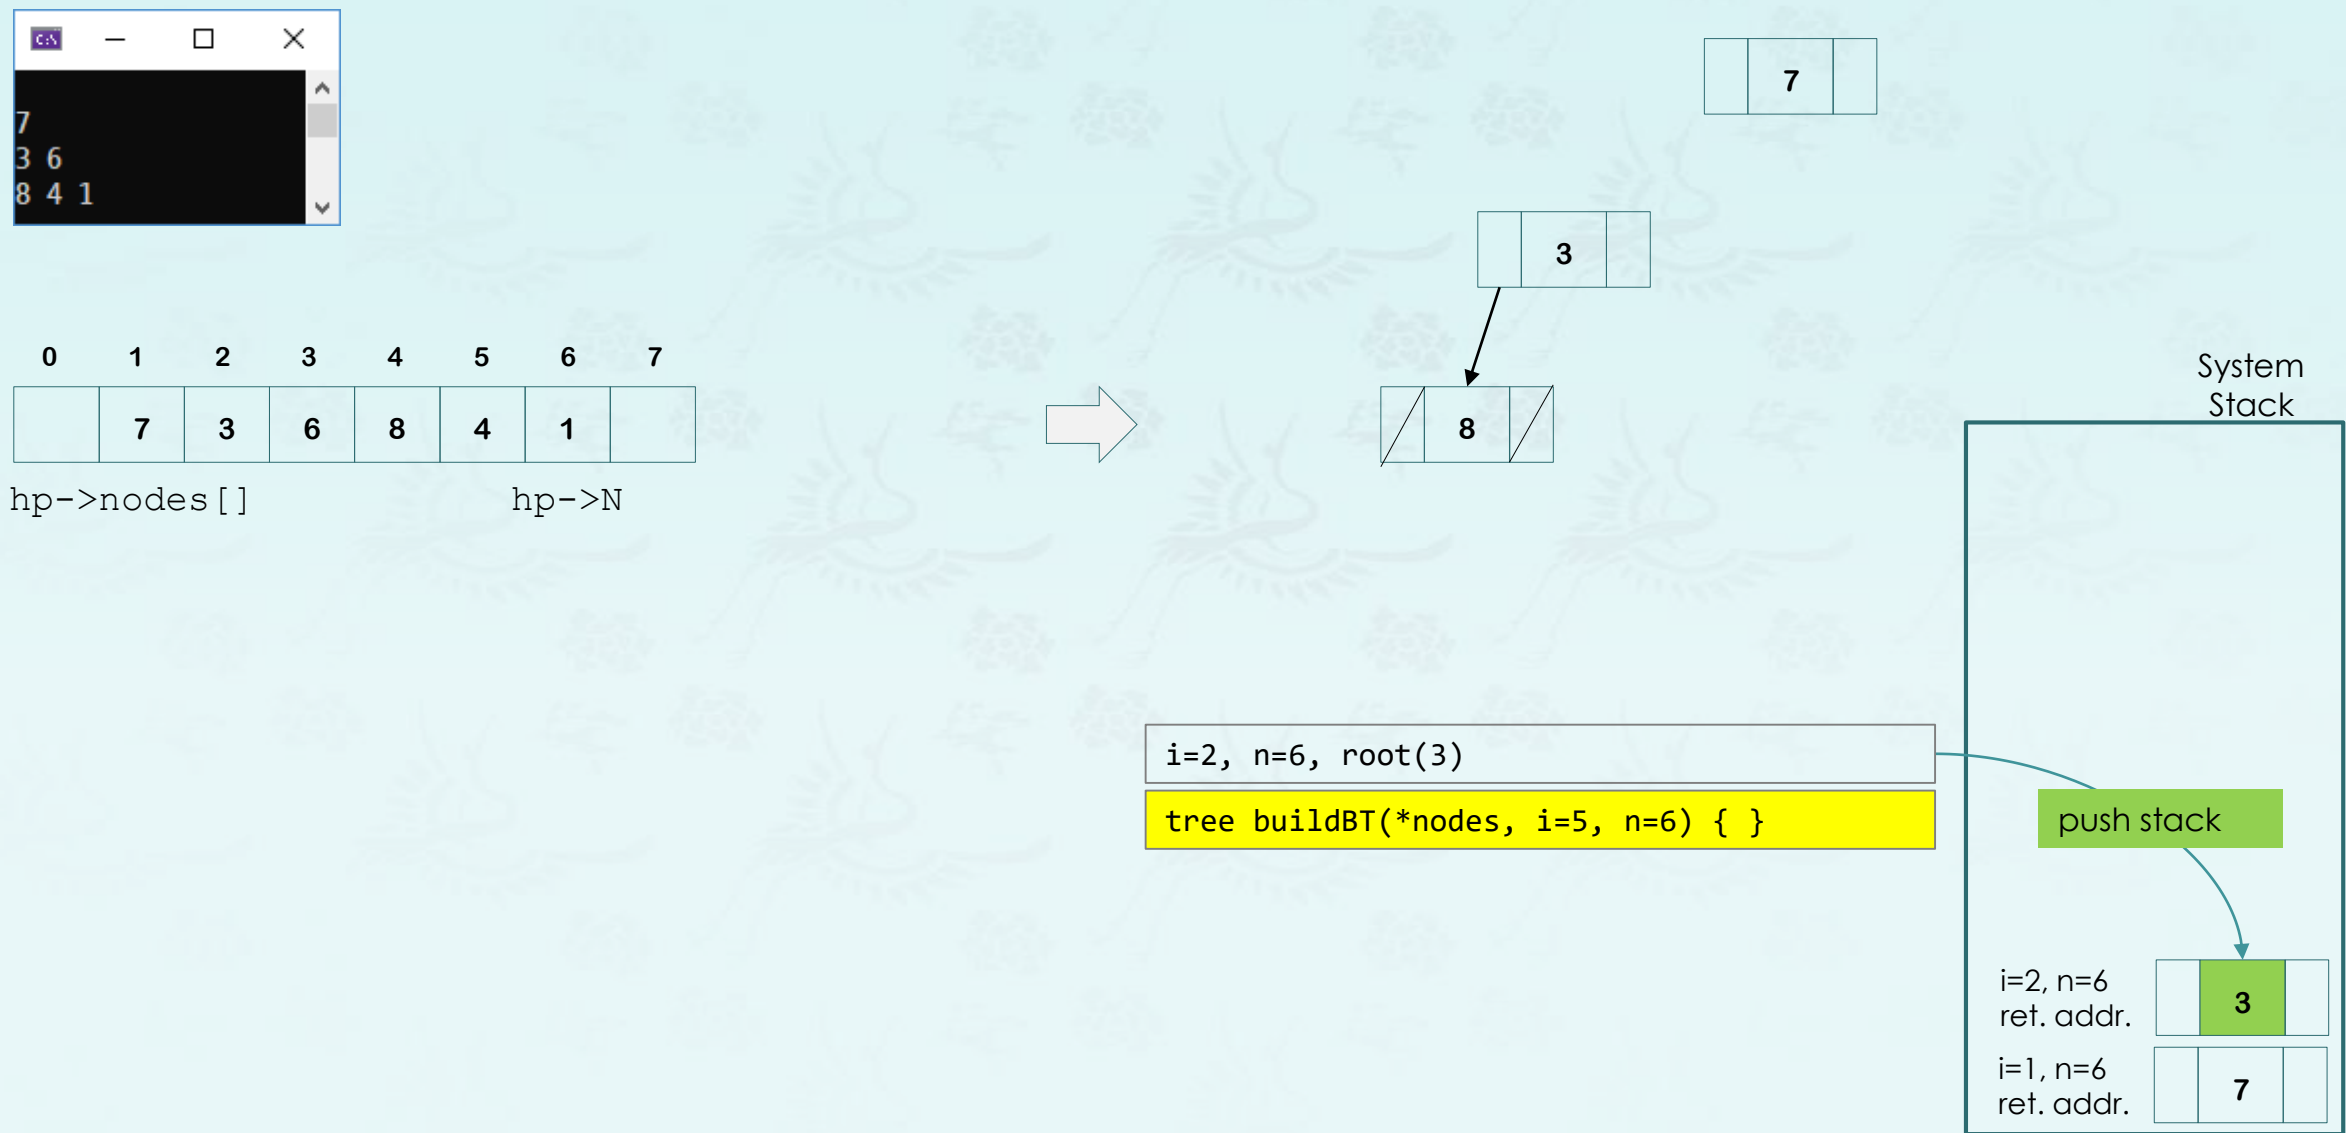 C:\
7
3 6
8 4 1
7
3
8
0 1 2 3 4 5 6 7
7 3 6 8 4 1
hp->nodes[]
hp->N
System
Stack
i=2, n=6, root(3)
tree buildBT(*nodes, i=5, n=6) { }
push stack
i=2, n=6
ret. addr.
3
i=1, n=6
ret. addr.
7